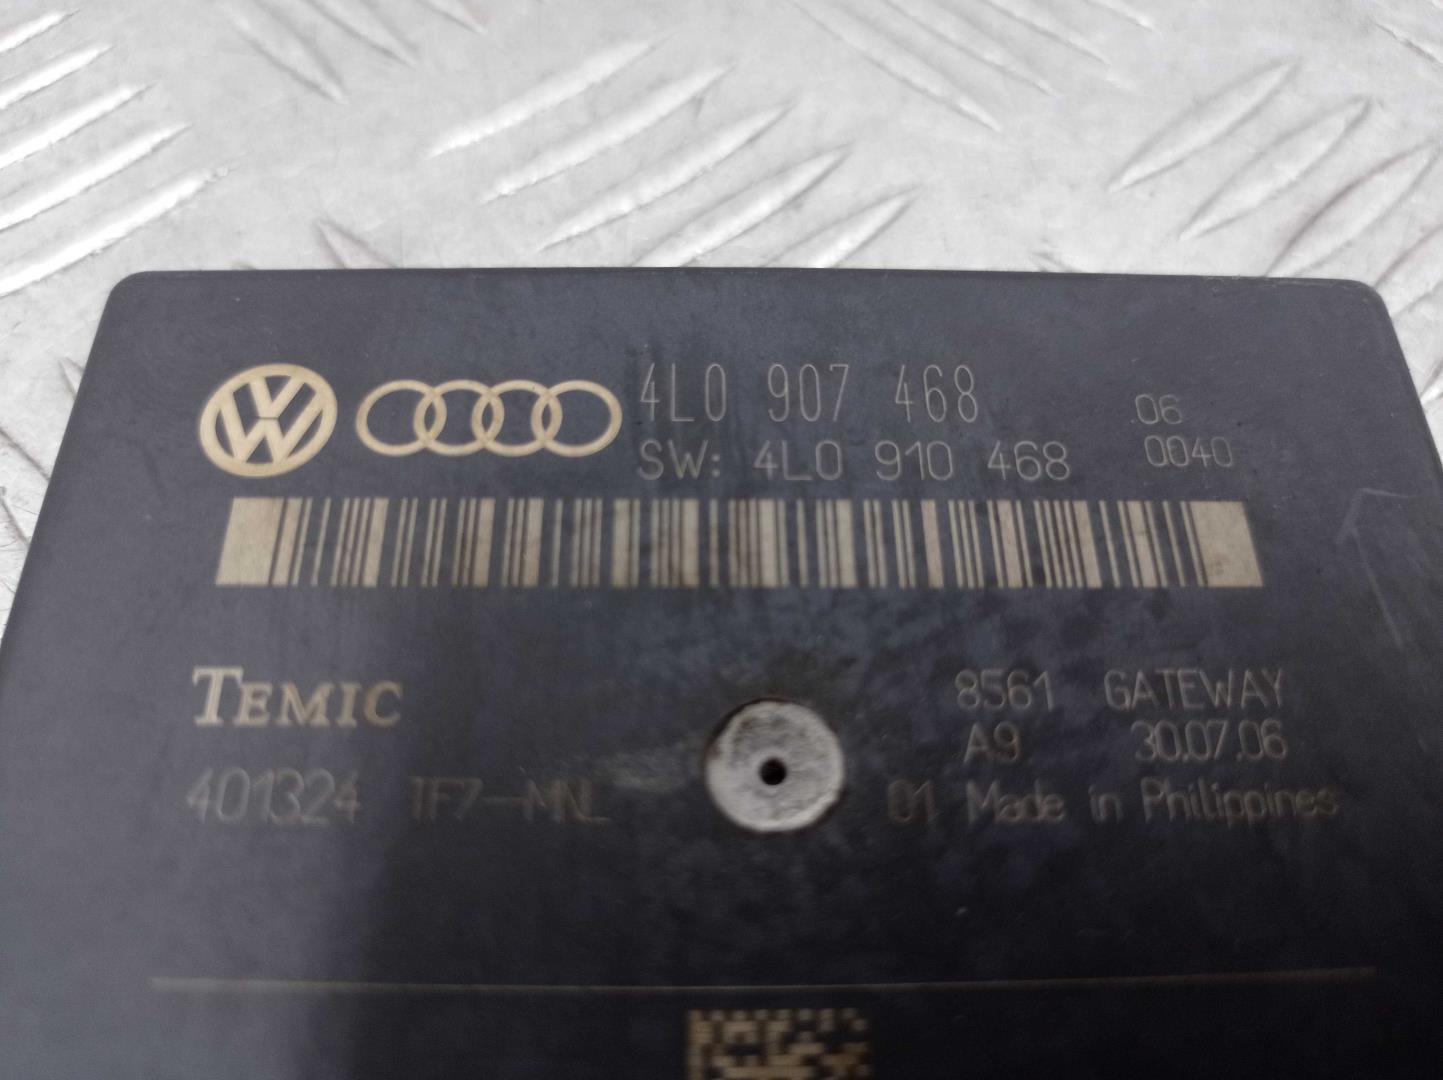 4L0 907 468 06
SW: 4L0 910 468 0040
TEMIC 8561 GATEWAY
A9 30.07.06
401324 1F7-MNL 01 Made in Philippines